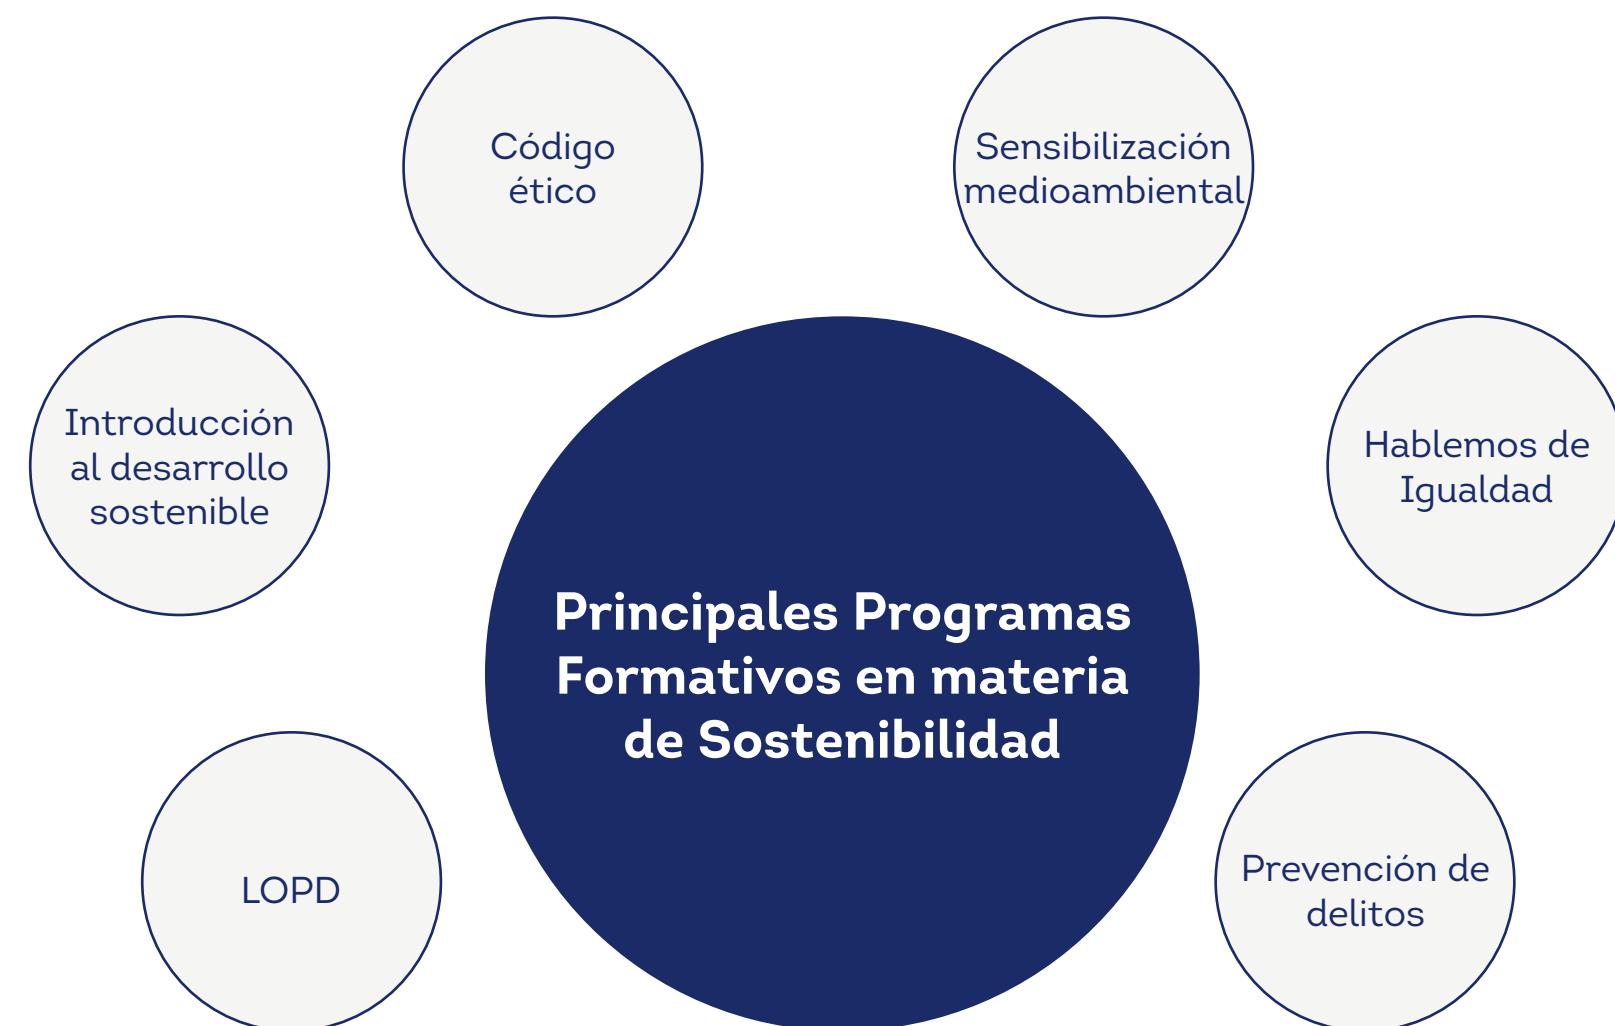 Código
ético
Sensibilización
medioambiental
Introducción
al desarrollo
sostenible
Hablemos de
Igualdad
Principales Programas
Formativos en materia
de Sostenibilidad
LOPD
Prevención de
delitos